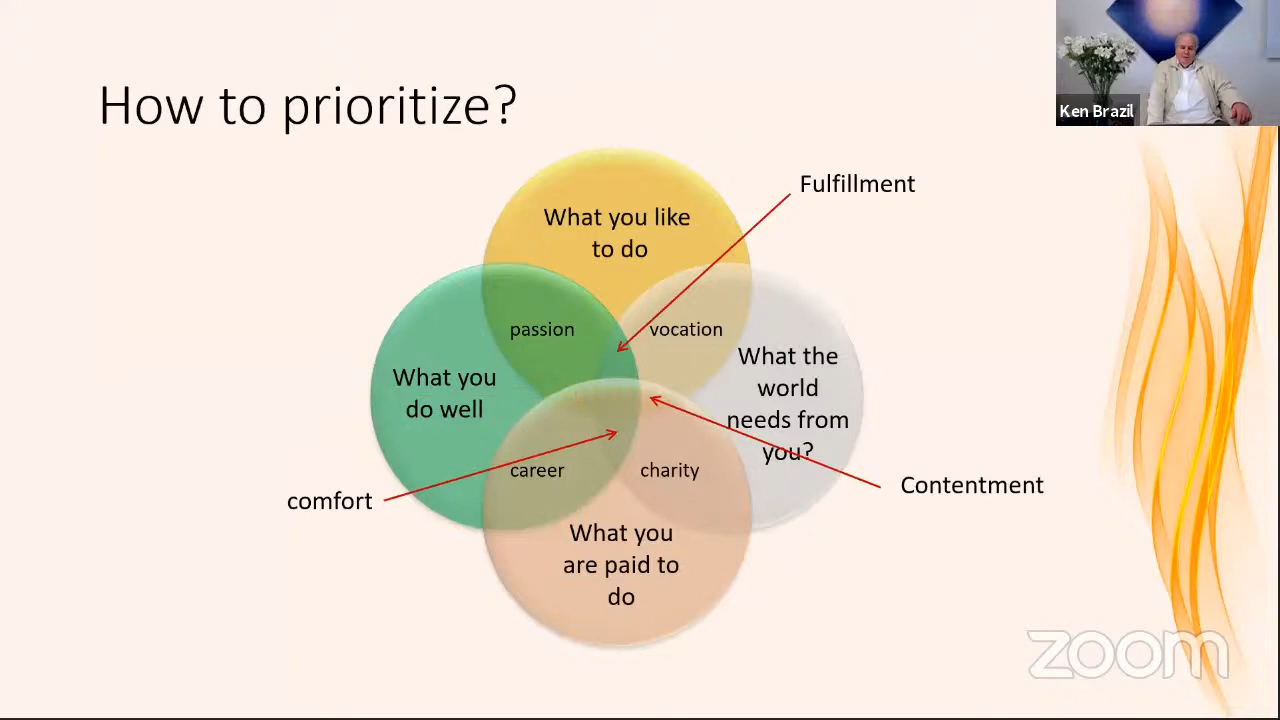 How to prioritize?
Ken Brazil
Fulfillment
What you like
to do
passion
vocation
What you
do well
What the
world
needs from
you?
career
charity
comfort
Contentment
What you
are paid to
do
zoom